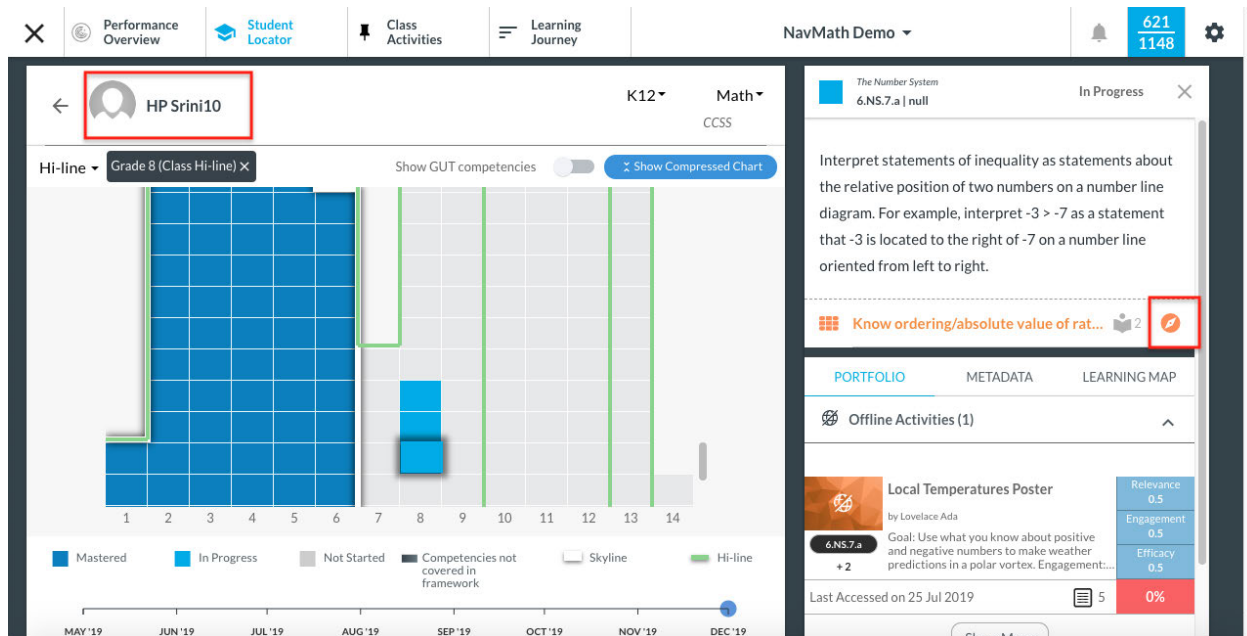 Performance Overview
Student Locator
Class Activities
Learning Journey
NavMath Demo
621
1148
HP Srini10
K12
Math
CCSS
Hi-line
Grade 8 (Class Hi-line) ×
Show GUT competencies
Show Compressed Chart
1 2 3 4 5 6 7 8 9 10 11 12 13 14
Mastered
In Progress
Not Started
Competencies not
covered in
framework
Skyline
Hi-line
MAY '19 JUN '19 JUL '19 AUG '19 SEP '19 OCT '19 NOV '19 DEC '19
The Number System
6.NS.7.a | null
In Progress
Interpret statements of inequality as statements about
the relative position of two numbers on a number line
diagram. For example, interpret -3 > -7 as a statement
that -3 is located to the right of -7 on a number line
oriented from left to right.
Know ordering/absolute value of rat...
2
PORTFOLIO METADATA LEARNING MAP
Offline Activities (1)
Local Temperatures Poster
by Lovelace Ada
Goal: Use what you know about positive
and negative numbers to make weather
predictions in a polar vortex. Engagement:...
6.NS.7.a
+ 2
Relevance
0.5
Engagement
0.5
Efficacy
0.5
Last Accessed on 25 Jul 2019
5
0%